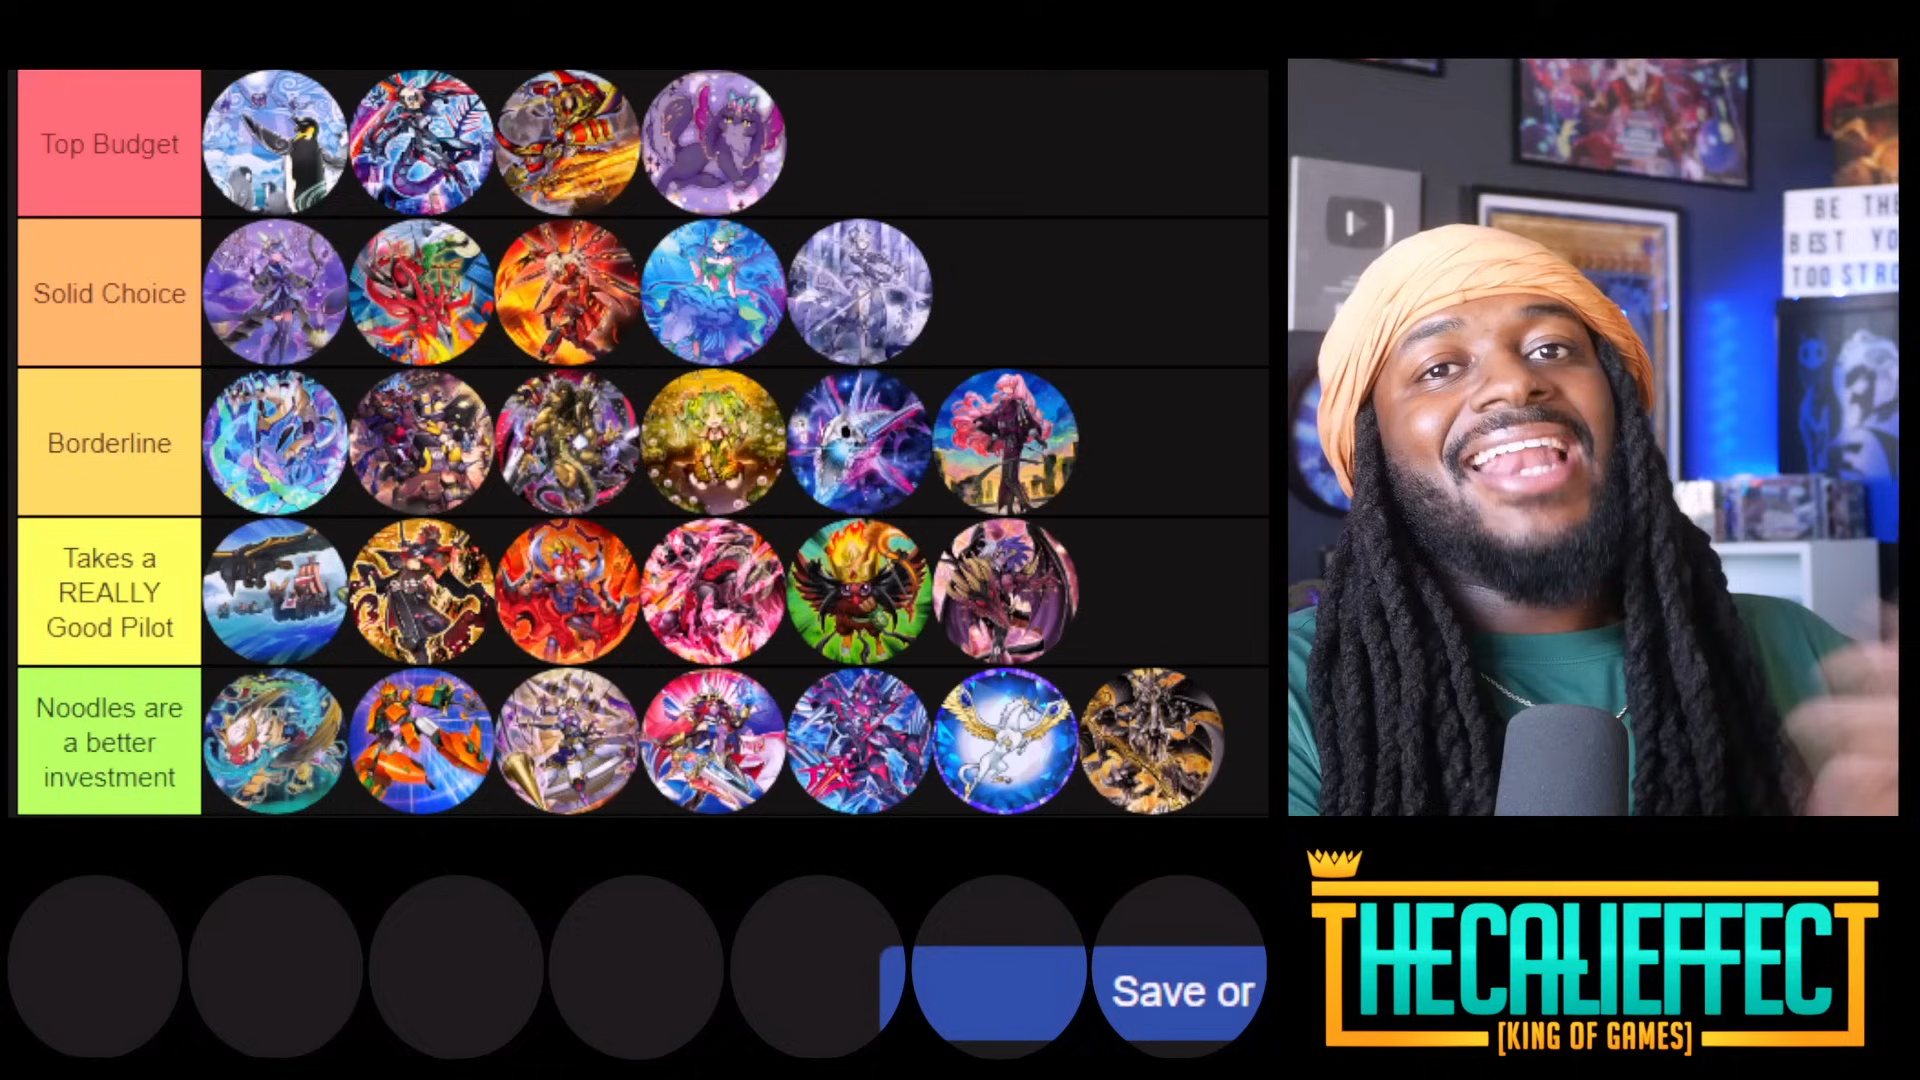 Top Budget
Solid Choice
Borderline
Takes a
REALLY
Good Pilot
Noodles are
a better
investment
Save or
BE THE
BEST YO
TOO STRO
THECALIEFFECT
[KING OF GAMES]